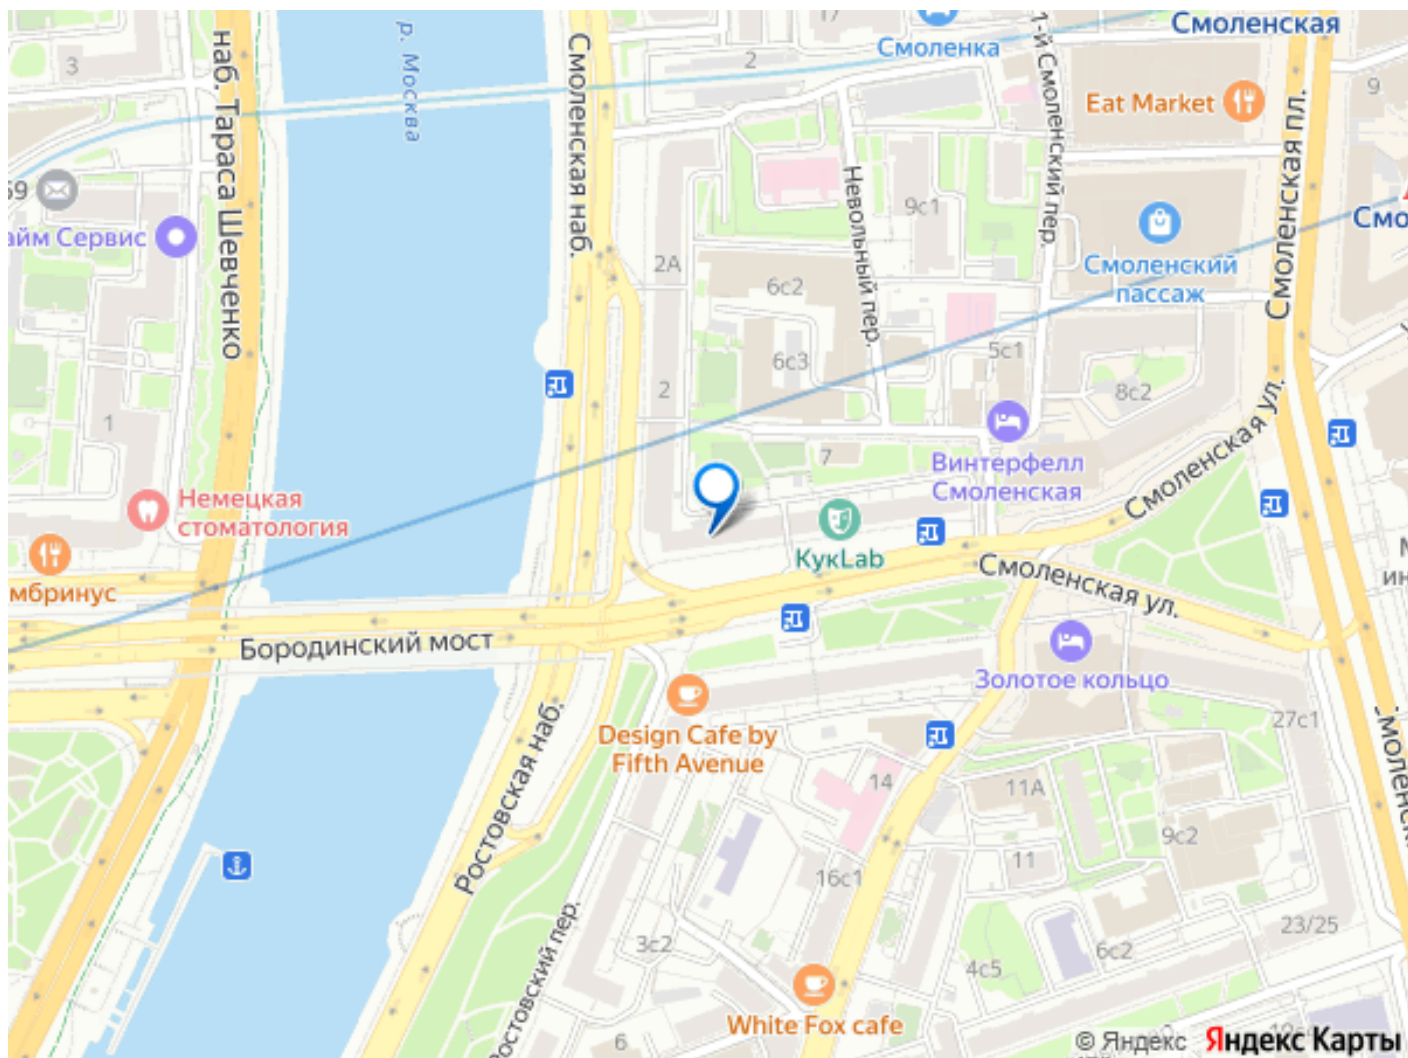 17
Смоленская
3
2
Смоленка
наб. Тараса Шевченко
р. Москва
Смоленская наб.
1-й Смоленский пер.
Eat Market
9
Смоленская пл.
59
Невольный пер.
9с1
айм Сервис
2А
6с2
Смоленский
пассаж
Смо
5с1
6с3
2
8с2
1
Смоленская ул.
7
Винтерфелл
Смоленская
Немецкая
стоматология
КукLab
мбринус
Смоленская ул.
Бородинский мост
Золотое кольцо
Ростовская наб.
Design Cafe by
Fifth Avenue
27с1
14
11А
9с2
11
16с1
23/25
3с2
6с2
4с5
Ростовский пер.
White Fox cafe
6
© Яндекс
Яндекс Карты